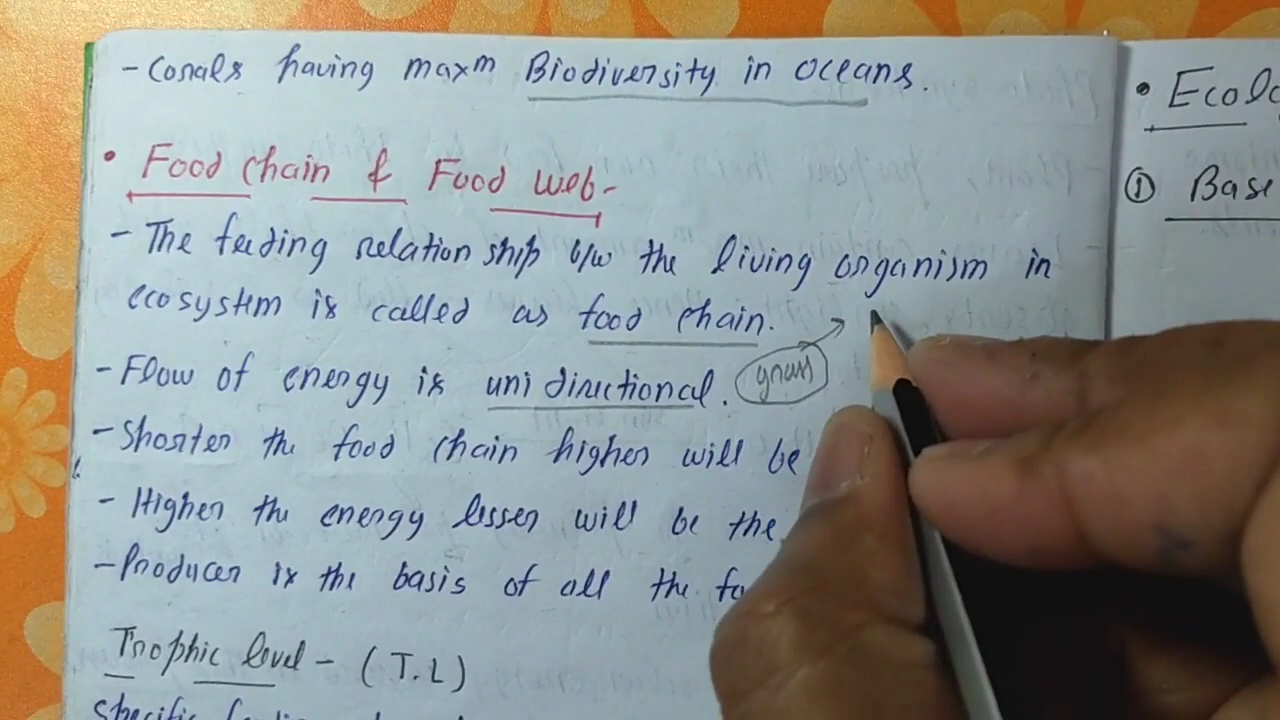 - Corals having maxm Biodiversity in oceans.
• Food chain & Food web-
- The feeding relationship b/w the living organism in
ecosystem is called as food chain.
- Flow of energy is unidirectional. grass →
- Shorter the food chain higher will be
- Higher the energy lesser will be the
- Producer is the basis of all the fo
Trophic level - (T.L)
specific
• Ecolo
① Base